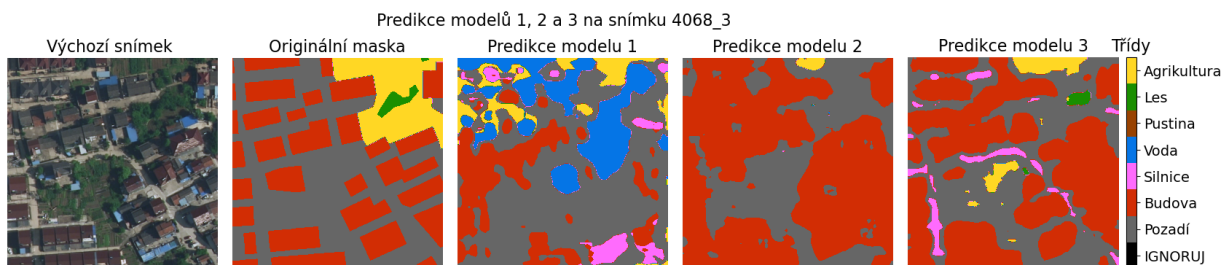 Predikce modelů 1, 2 a 3 na snímku 4068_3
Výchozí snímek
Originální maska
Predikce modelu 1
Predikce modelu 2
Predikce modelu 3
Třídy
Agrikultura
Les
Pustina
Voda
Silnice
Budova
Pozadí
IGNORUJ